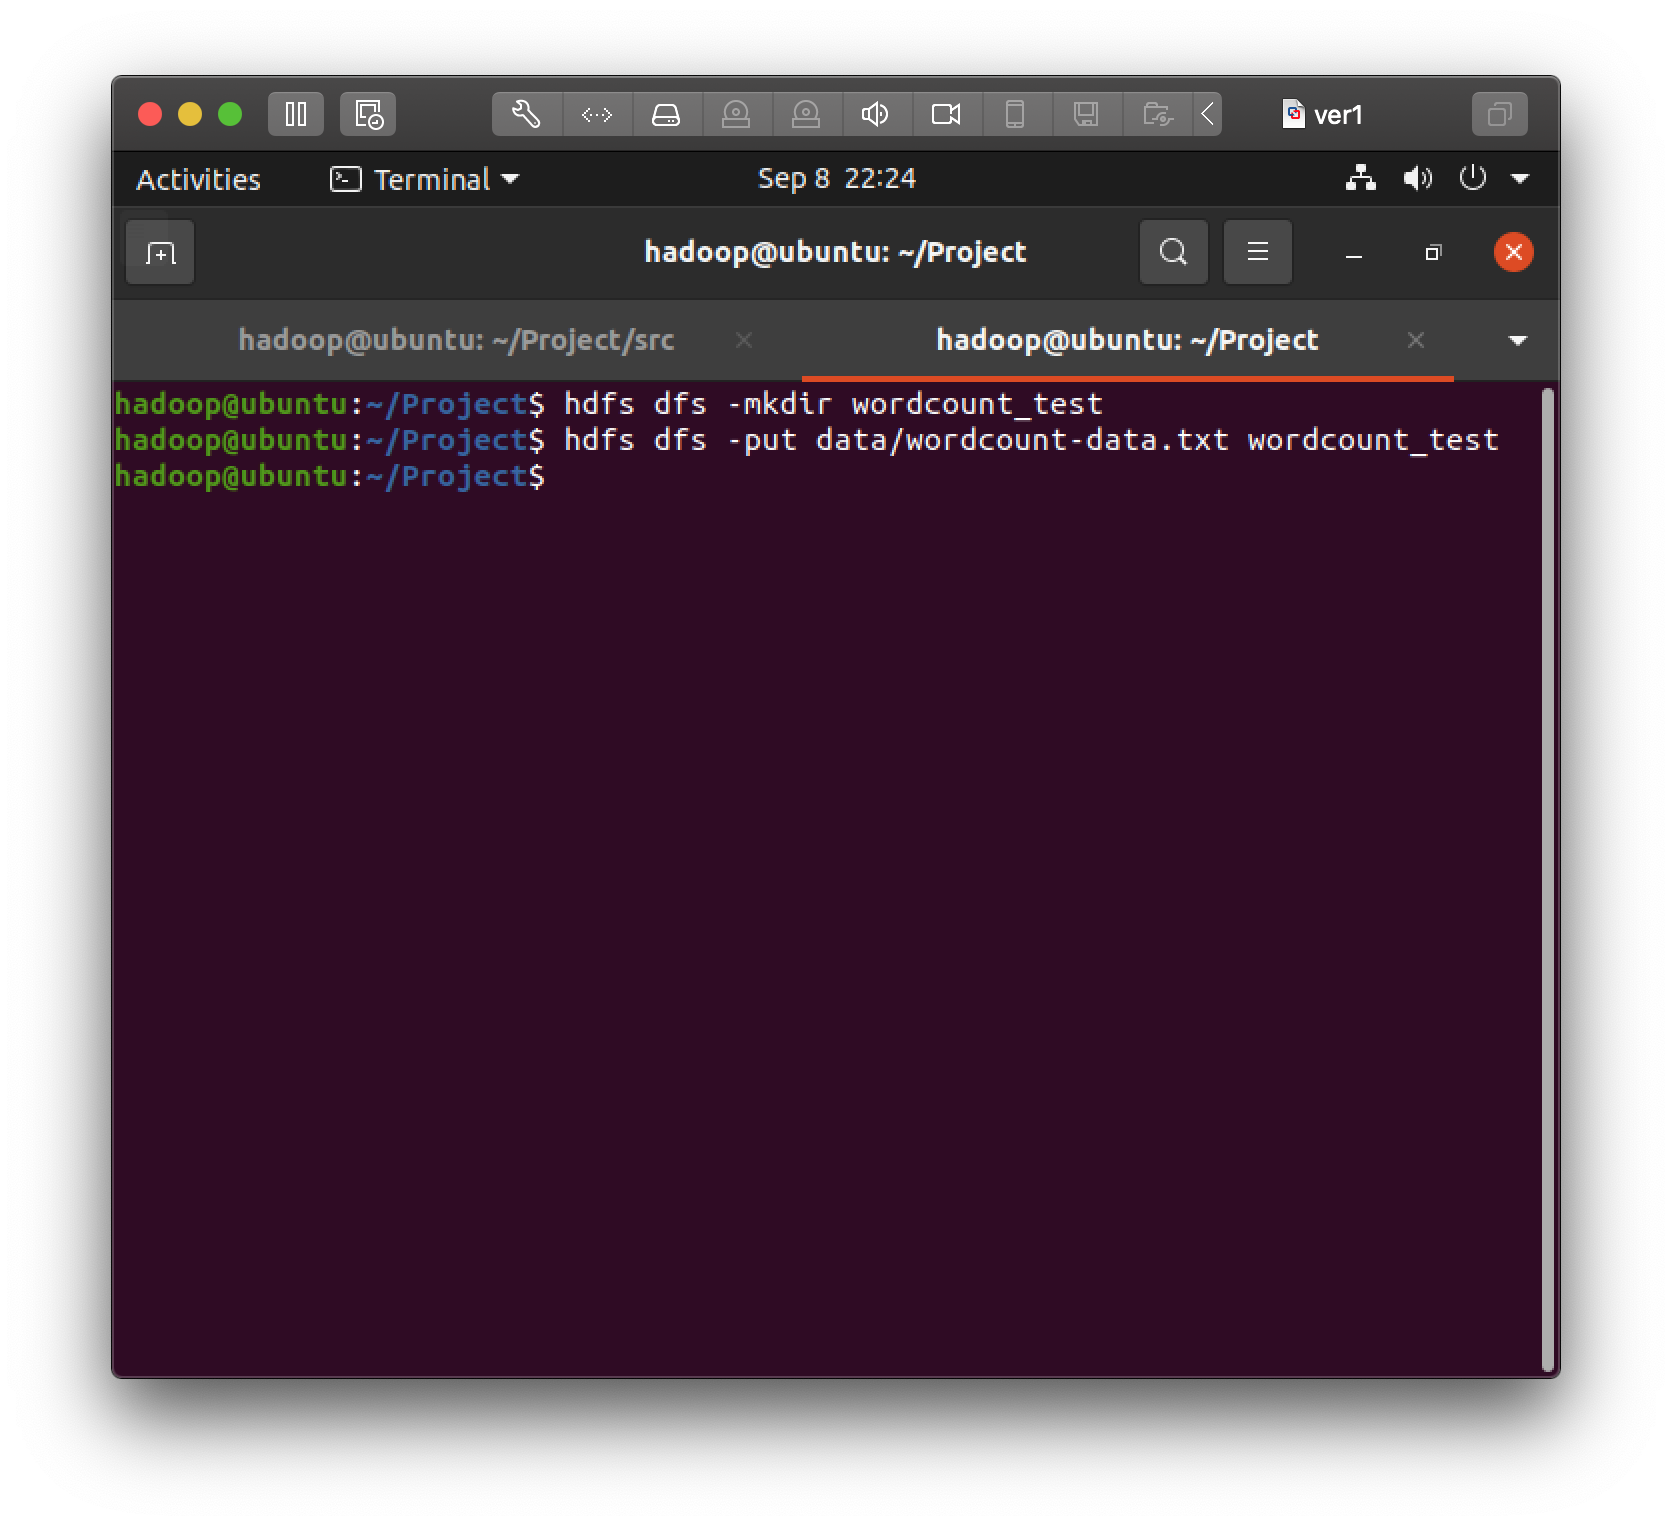 ver1
Activities Terminal Sep 8 22:24
hadoop@ubuntu: ~/Project
hadoop@ubuntu: ~/Project/src hadoop@ubuntu: ~/Project
hadoop@ubuntu:~/Project$ hdfs dfs -mkdir wordcount_test
hadoop@ubuntu:~/Project$ hdfs dfs -put data/wordcount-data.txt wordcount_test
hadoop@ubuntu:~/Project$